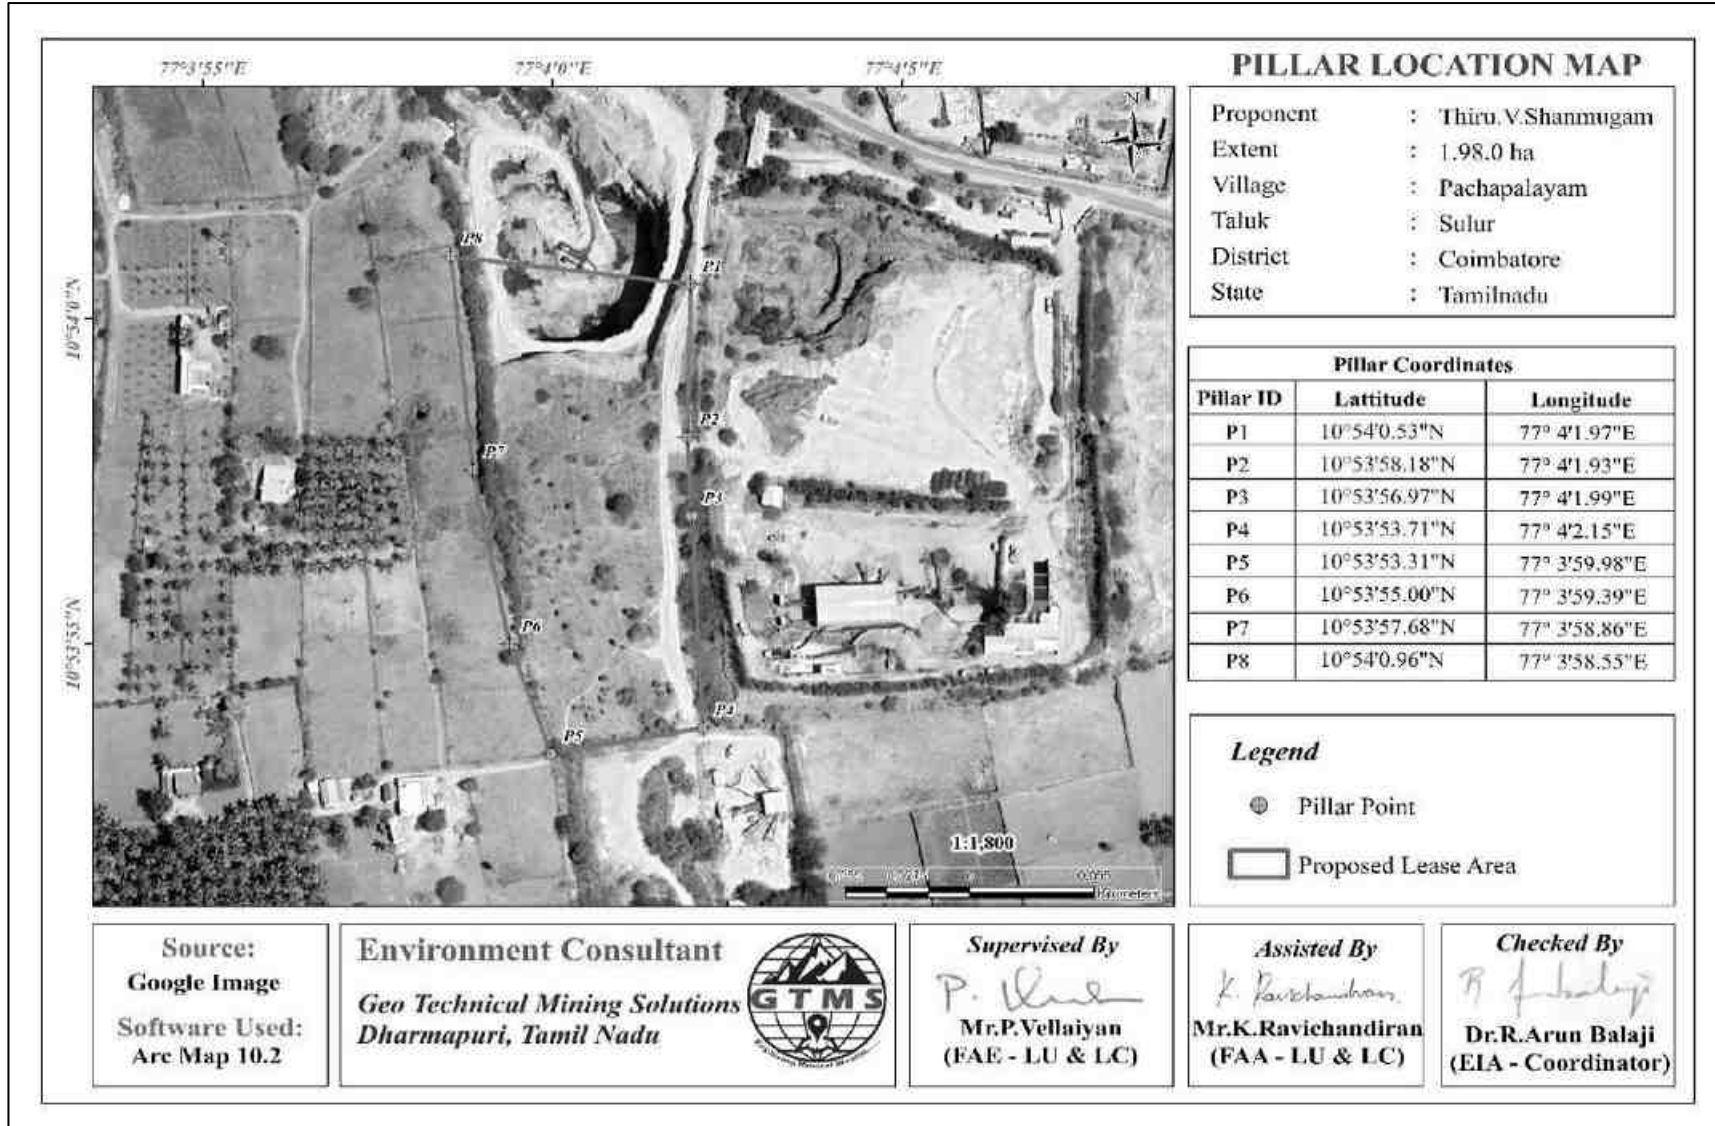 PILLAR LOCATION MAP
77°3'55"E
77°4'0"E
77°4'5"E
10°54'0"N
10°53'55"N
N
P8
P1
P2
P7
P3
P6
P4
P5
1:1,800
Kilometers
Proponent : Thiru.V.Shanmugam
Extent : 1.98.0 ha
Village : Pachapalayam
Taluk : Sulur
District : Coimbatore
State : Tamilnadu
Pillar Coordinates
Pillar ID Lattitude Longitude
P1 10°54'0.53"N 77° 4'1.97"E
P2 10°53'58.18"N 77° 4'1.93"E
P3 10°53'56.97"N 77° 4'1.99"E
P4 10°53'53.71"N 77° 4'2.15"E
P5 10°53'53.31"N 77° 3'59.98"E
P6 10°53'55.00"N 77° 3'59.39"E
P7 10°53'57.68"N 77° 3'58.86"E
P8 10°54'0.96"N 77° 3'58.55"E
Legend
Pillar Point
Proposed Lease Area
Source:
Google Image
Software Used:
Arc Map 10.2
Environment Consultant
Geo Technical Mining Solutions
Dharmapuri, Tamil Nadu
GTMS
Supervised By
Mr.P.Vellaiyan
(FAE - LU & LC)
Assisted By
K. Ravichandiran
Mr.K.Ravichandiran
(FAA - LU & LC)
Checked By
Dr.R.Arun Balaji
(EIA - Coordinator)